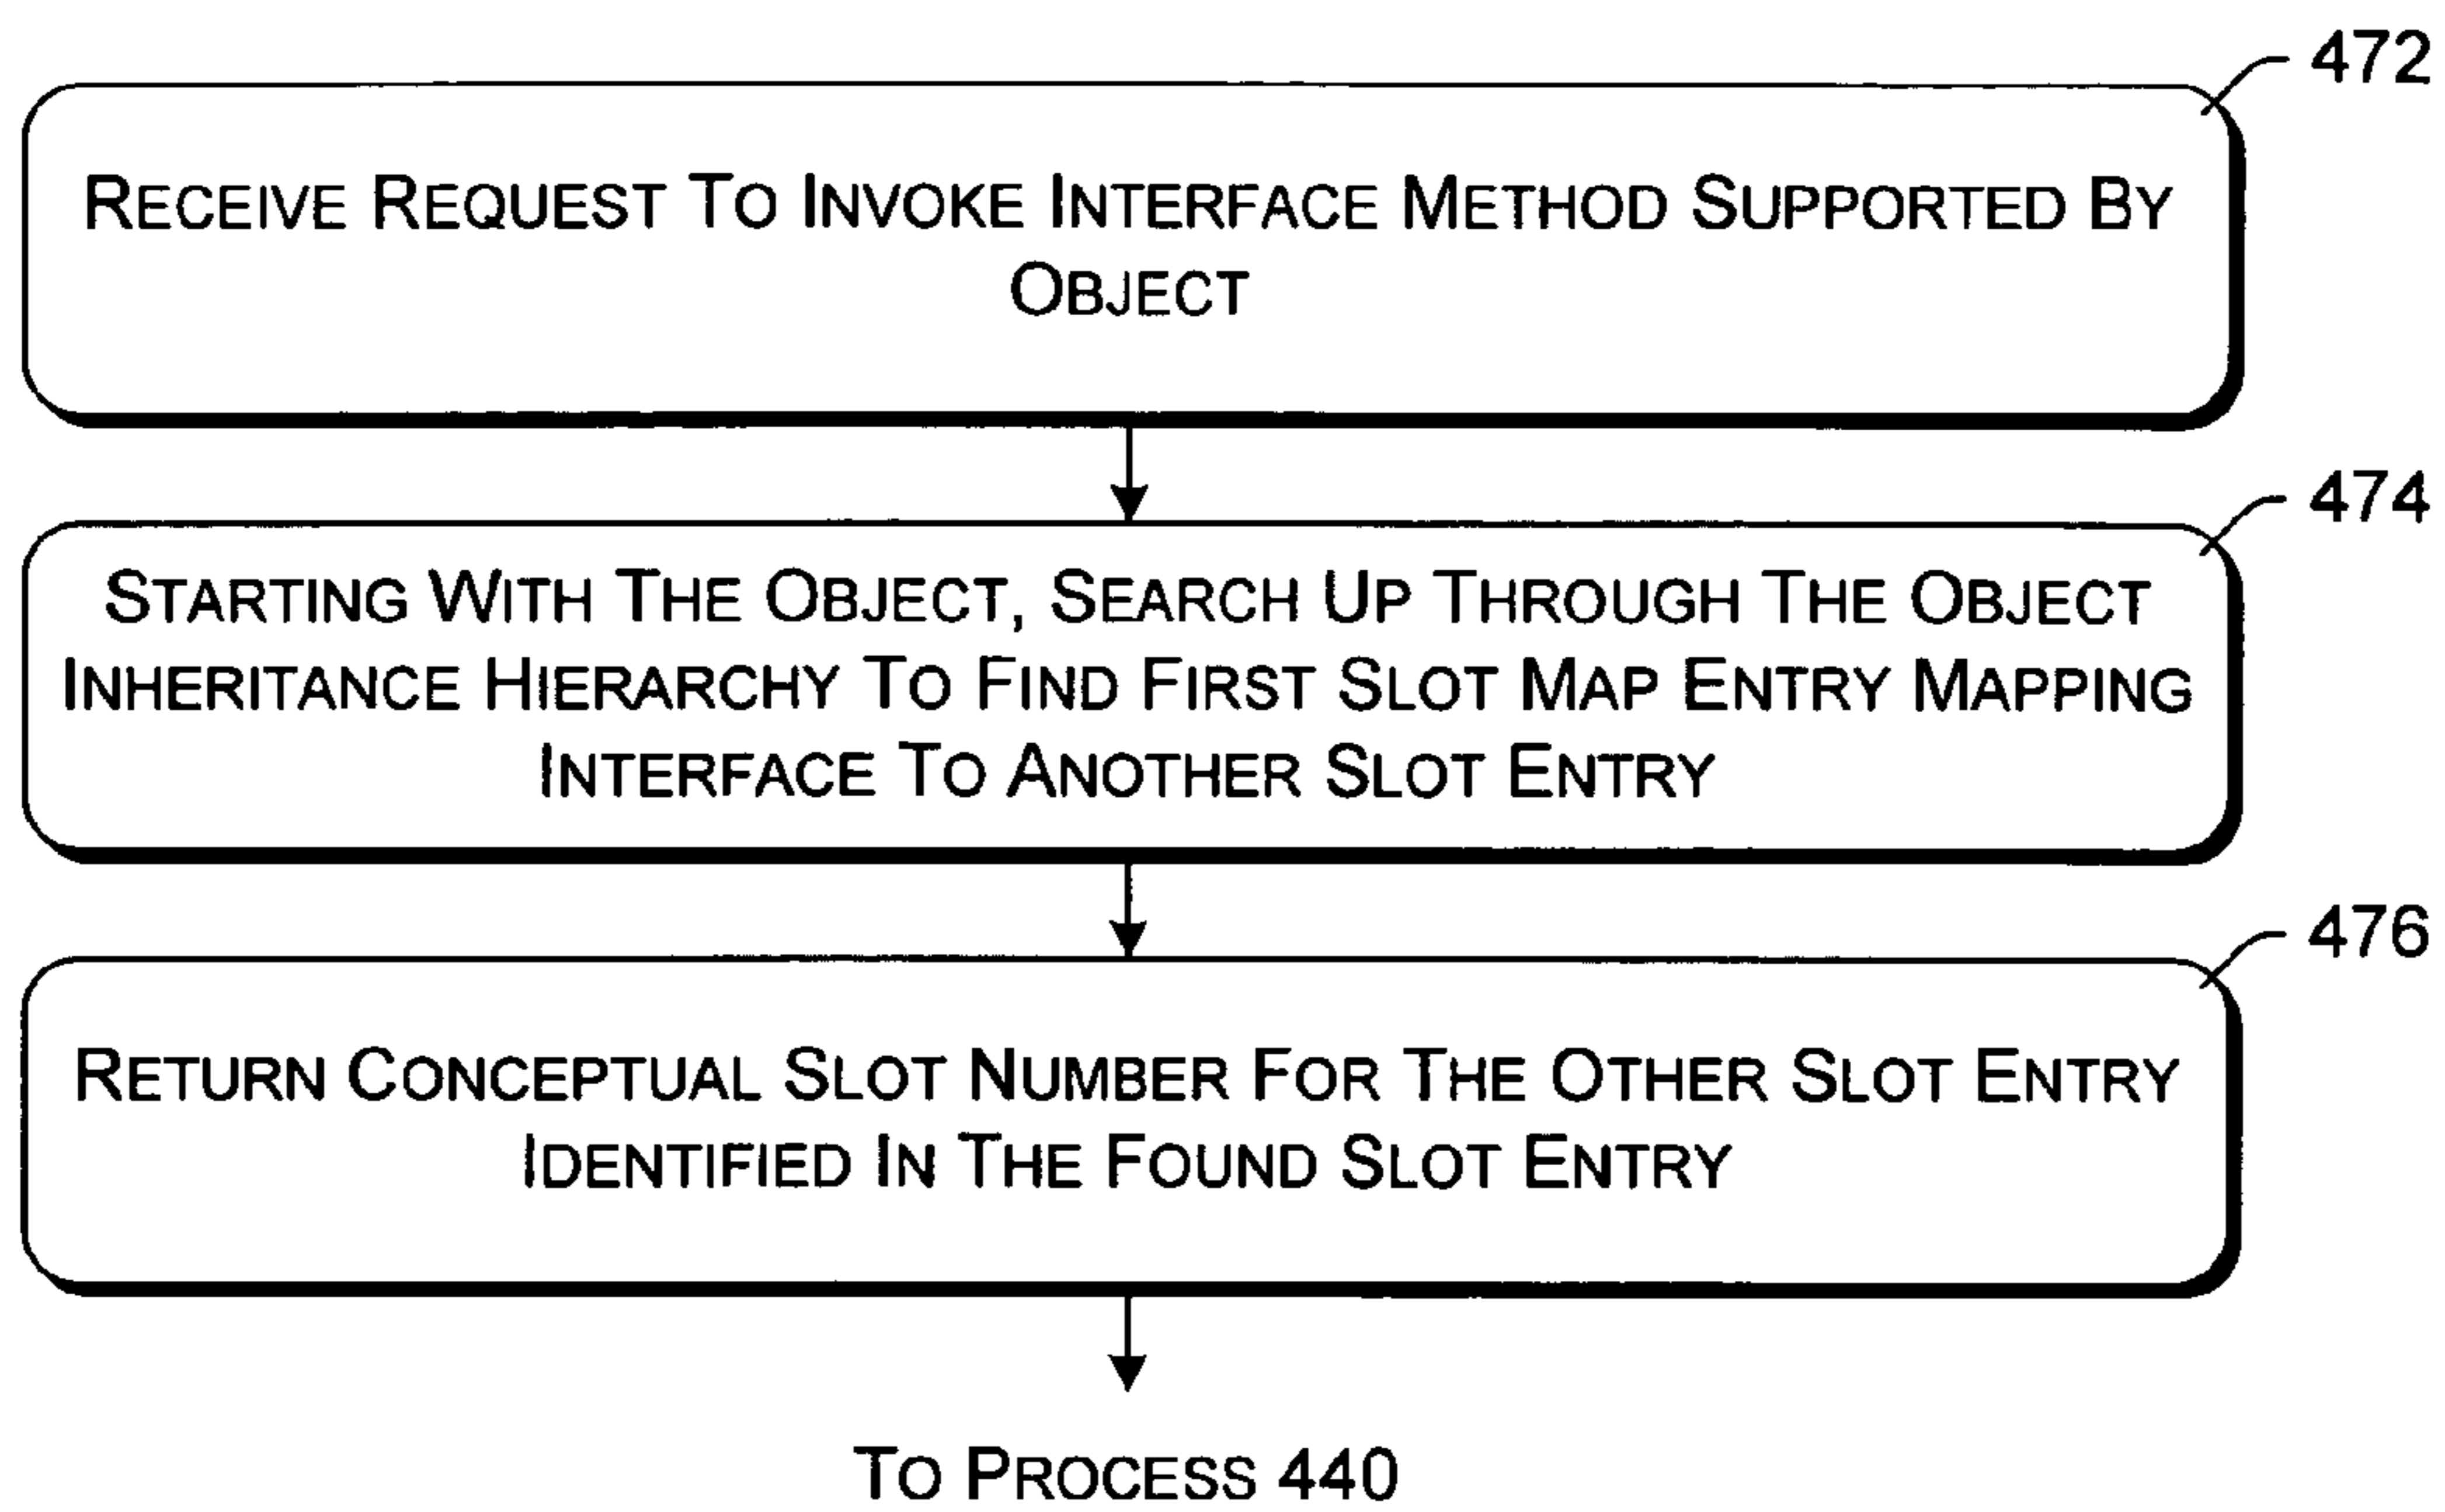 472
RECEIVE REQUEST TO INVOKE INTERFACE METHOD SUPPORTED BY
OBJECT
474
STARTING WITH THE OBJECT, SEARCH UP THROUGH THE OBJECT
INHERITANCE HIERARCHY TO FIND FIRST SLOT MAP ENTRY MAPPING
INTERFACE TO ANOTHER SLOT ENTRY
476
RETURN CONCEPTUAL SLOT NUMBER FOR THE OTHER SLOT ENTRY
IDENTIFIED IN THE FOUND SLOT ENTRY
TO PROCESS 440